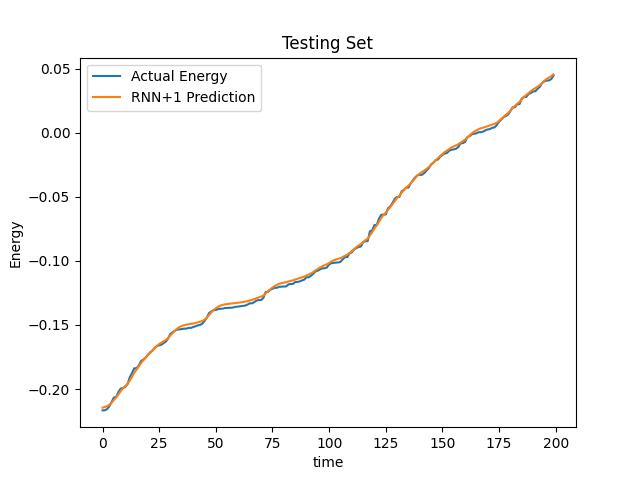 Testing Set
Actual Energy
RNN+1 Prediction
0.05
0.00
−0.05
−0.10
−0.15
−0.20
Energy
0 25 50 75 100 125 150 175 200
time